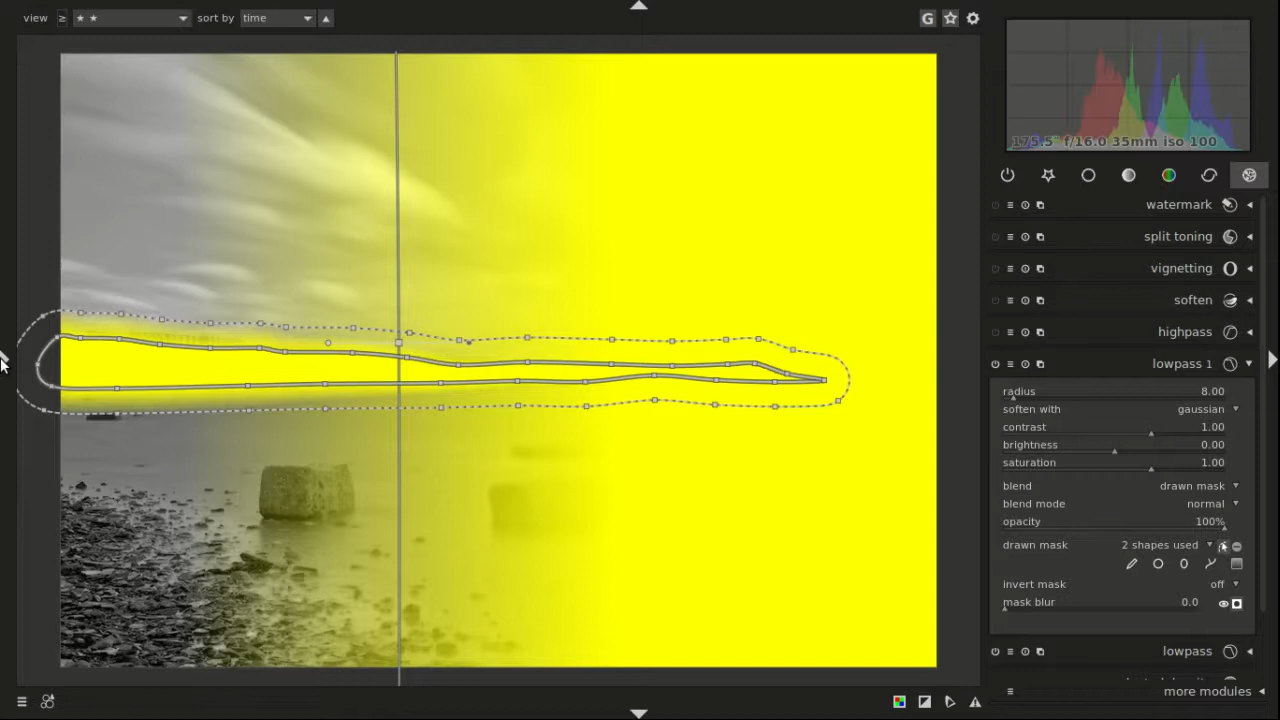 view ≥ ★ ★ sort by time G
175.5" f/16.0 35mm iso 100
watermark
split toning
vignetting
soften
highpass
lowpass 1
radius 8.00
soften with gaussian
contrast 1.00
brightness 0.00
saturation 1.00
blend drawn mask
blend mode normal
opacity 100%
drawn mask 2 shapes used
invert mask off
mask blur 0.0
lowpass
more modules